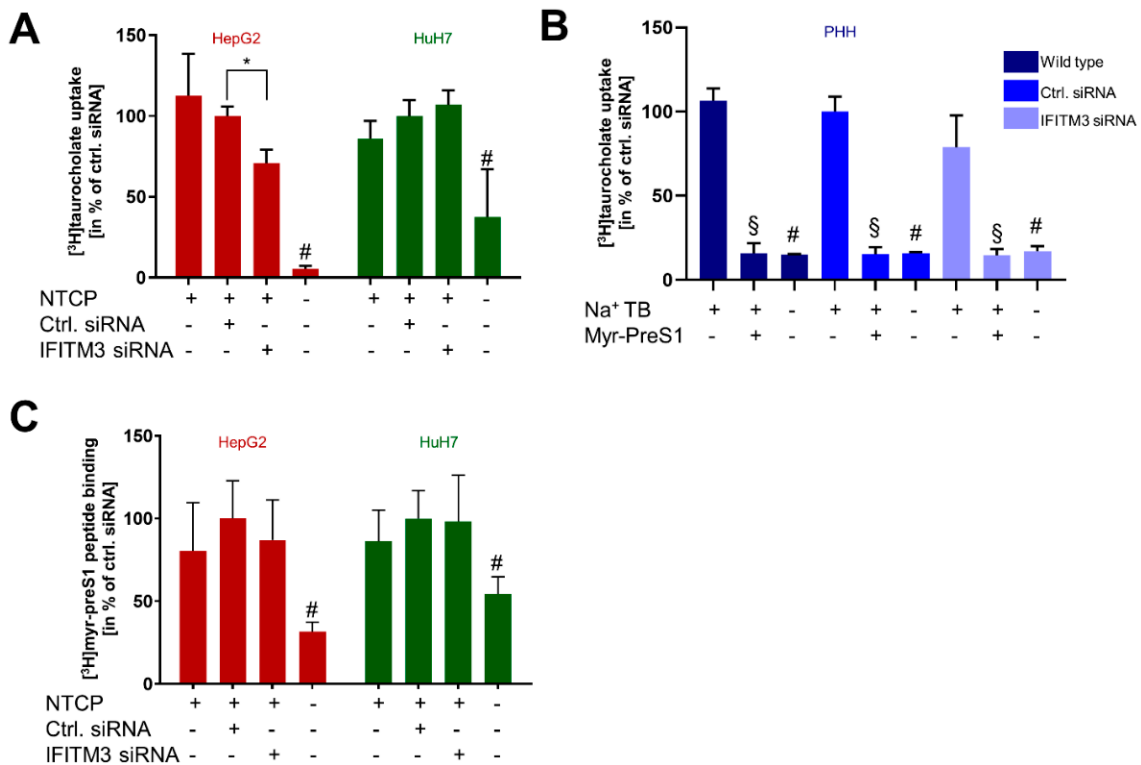 A
[³H]taurocholate uptake
[in % of ctrl. siRNA]
150
100
50
0
HepG2
HuH7
*
#
#
NTCP + + + - + + + -
Ctrl. siRNA - + - - - + - -
IFITM3 siRNA - - + - - - + -
B
[³H]taurocholate uptake
[in % of ctrl. siRNA]
150
100
50
0
PHH
Wild type
Ctrl. siRNA
IFITM3 siRNA
§ # § # § #
Na⁺ TB + + - + + - + + -
Myr-PreS1 - + - - + - - + -
C
[³H]myr-preS1 peptide binding
[in % of ctrl. siRNA]
150
100
50
0
HepG2
HuH7
#
#
NTCP + + + - + + + -
Ctrl. siRNA - + - - - + - -
IFITM3 siRNA - - + - - - + -